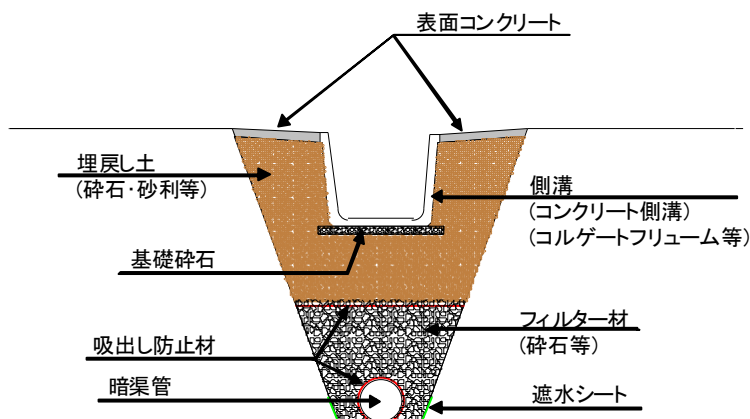 表面コンクリート
埋戻し土
(砕石･砂利等)
側溝
(コンクリート側溝)
(コルゲートフリューム等)
基礎砕石
フィルター材
(砕石等)
吸出し防止材
暗渠管
遮水シート